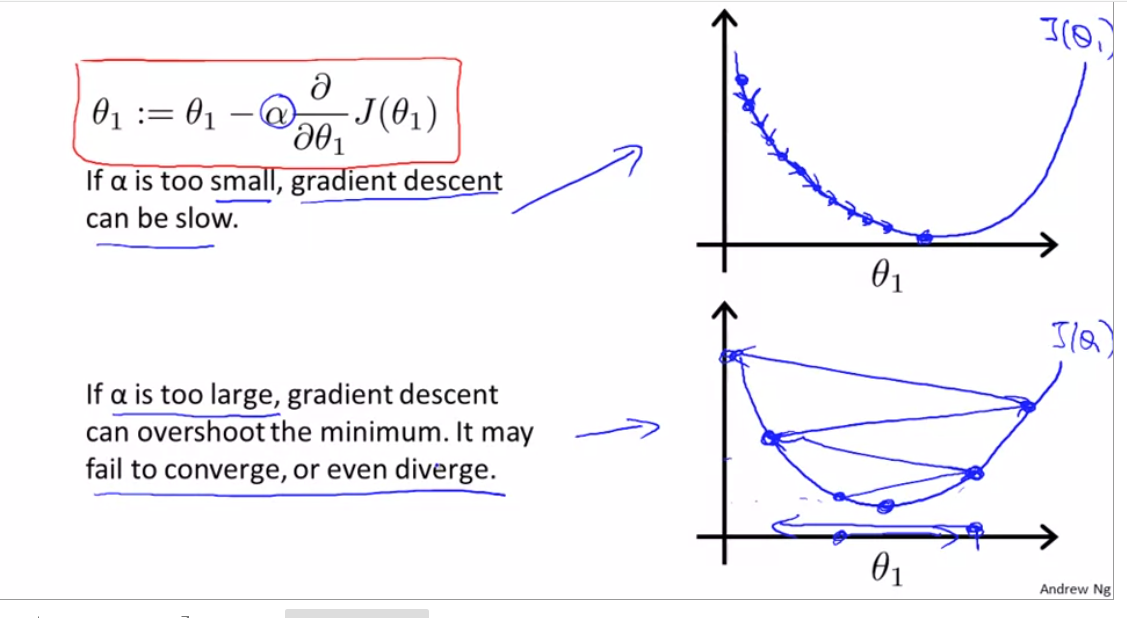 J(θ₁)
θ₁ := θ₁ − α ∂/∂θ₁ J(θ₁)
If α is too small, gradient descent
can be slow.
θ₁
J(θ₁)
If α is too large, gradient descent
can overshoot the minimum. It may
fail to converge, or even diverge.
θ₁
Andrew Ng